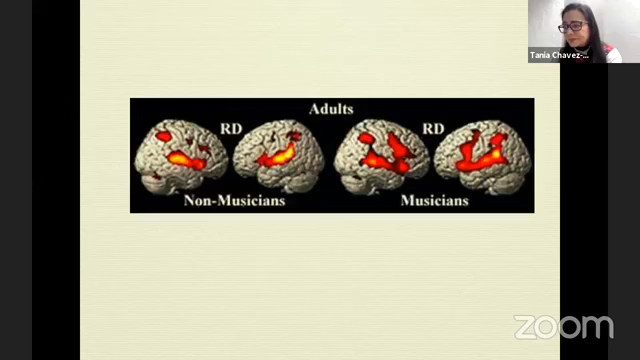 Tania Chavez-...
Adults
RD
RD
Non-Musicians
Musicians
zoom